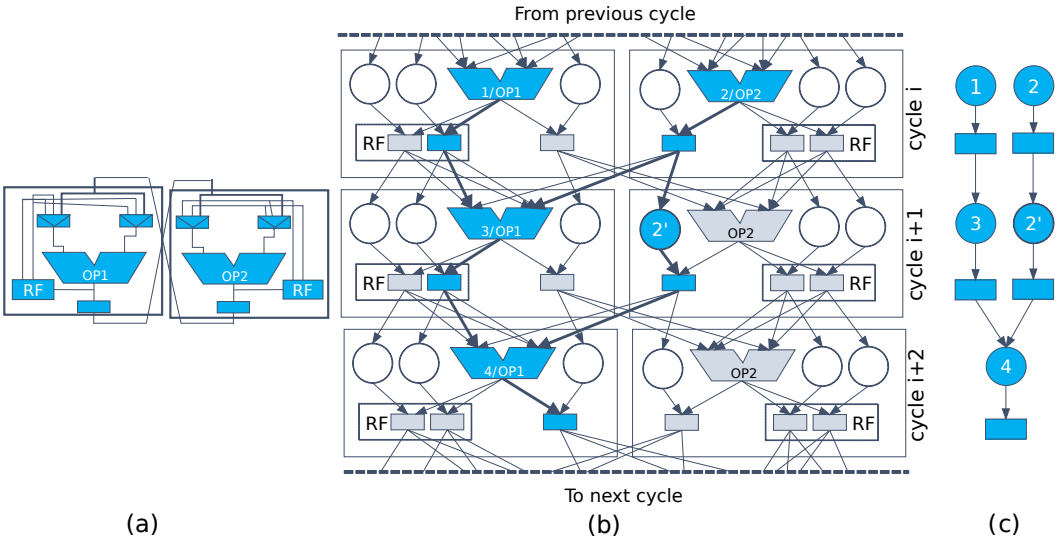 From previous cycle
1/OP1
2/OP2
RF
RF
cycle i
1
2
OP1
OP2
RF
RF
3/OP1
2'
OP2
RF
RF
cycle i+1
3
2'
4/OP1
OP2
RF
RF
cycle i+2
4
To next cycle
(a)
(b)
(c)